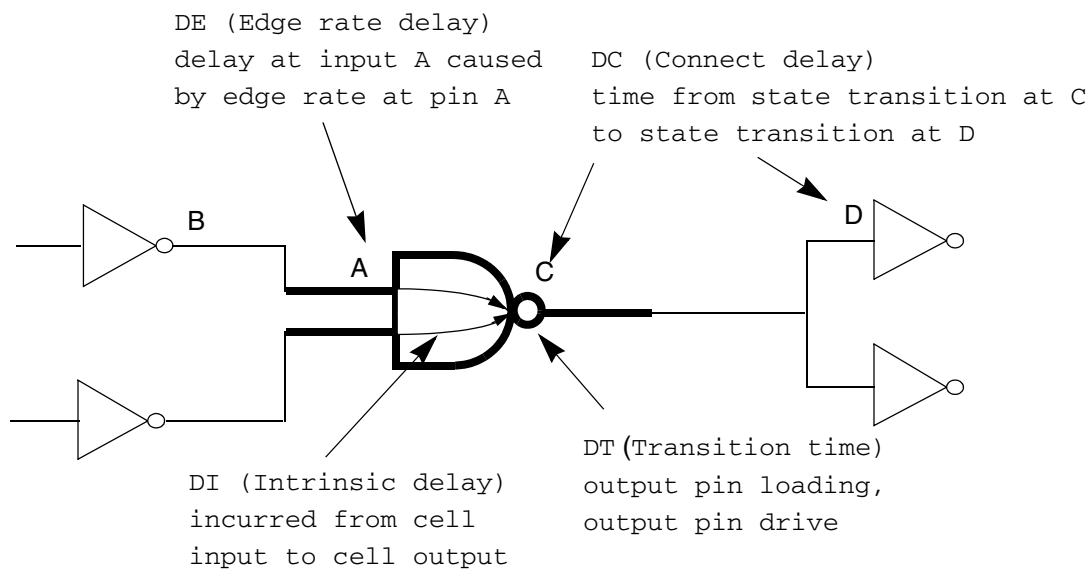 DE (Edge rate delay)
delay at input A caused
by edge rate at pin A
DC (Connect delay)
time from state transition at C
to state transition at D
B
A
C
D
DI (Intrinsic delay)
incurred from cell
input to cell output
DT (Transition time)
output pin loading,
output pin drive